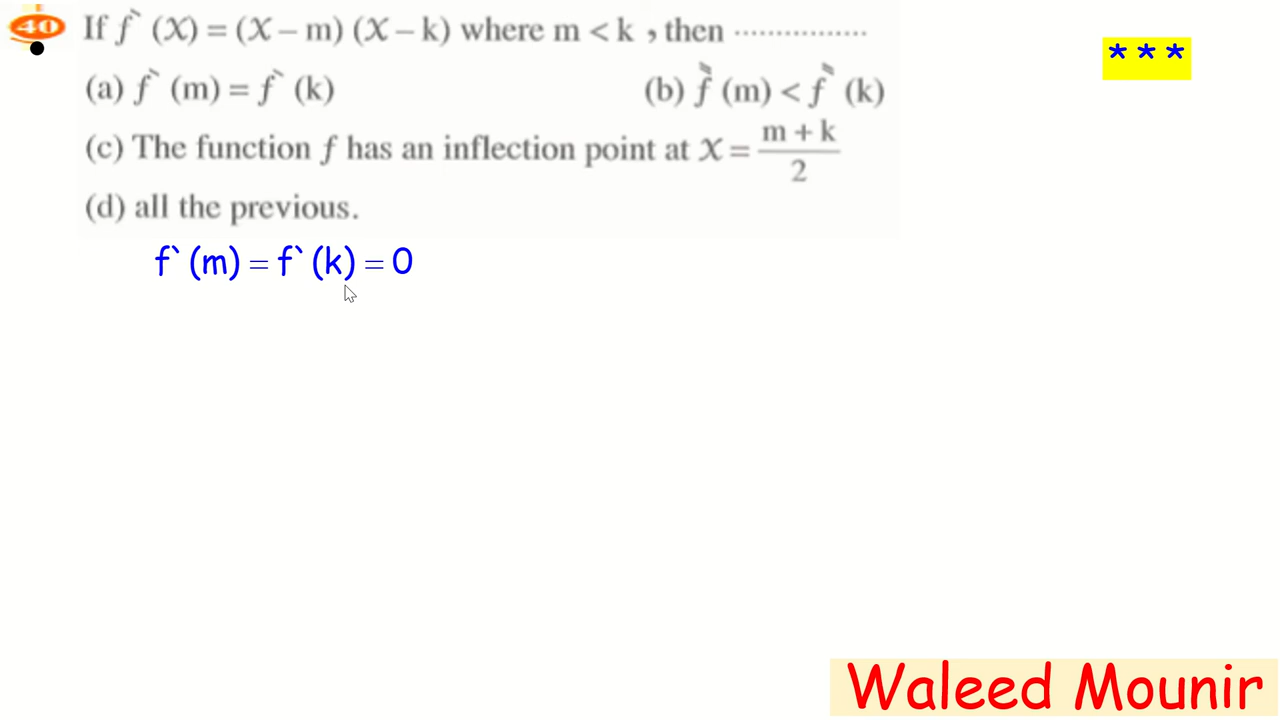 40 If f` (X) = (X – m) (X – k) where m < k , then ................
* * *
(a) f` (m) = f` (k) (b) f`` (m) < f`` (k)
(c) The function f has an inflection point at X = (m + k)/2
(d) all the previous.
f` (m) = f` (k) = 0
Waleed Mounir